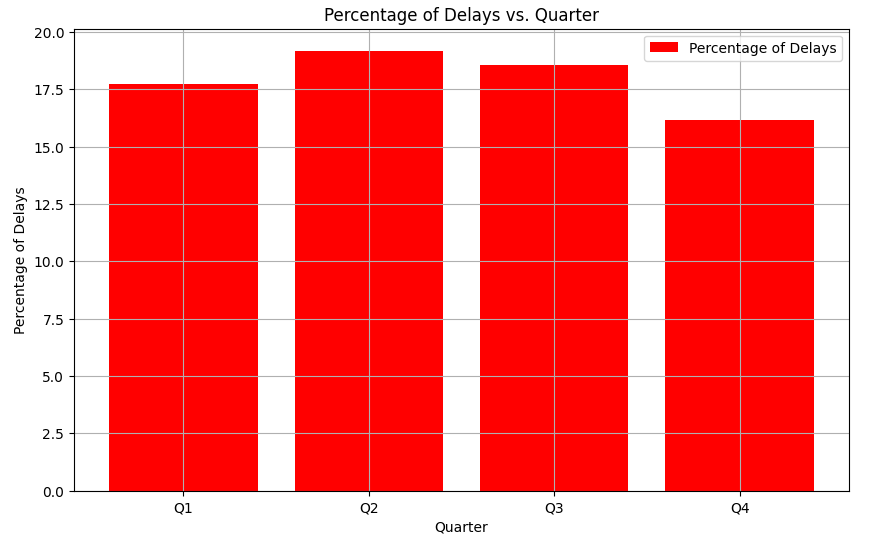 Percentage of Delays vs. Quarter
Percentage of Delays
20.0
17.5
15.0
12.5
10.0
7.5
5.0
2.5
0.0
Percentage of Delays
Q1 Q2 Q3 Q4
Quarter